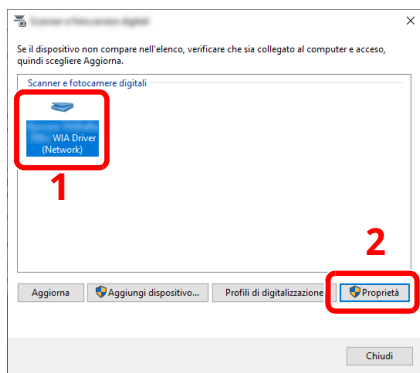 Se il dispositivo non compare nell'elenco, verificare che sia collegato al computer e acceso,
quindi scegliere Aggiorna.
Scanner e fotocamere digitali
WIA Driver
(Network)
1
2
Aggiorna
Aggiungi dispositivo...
Profili di digitalizzazione
Proprietà
Chiudi